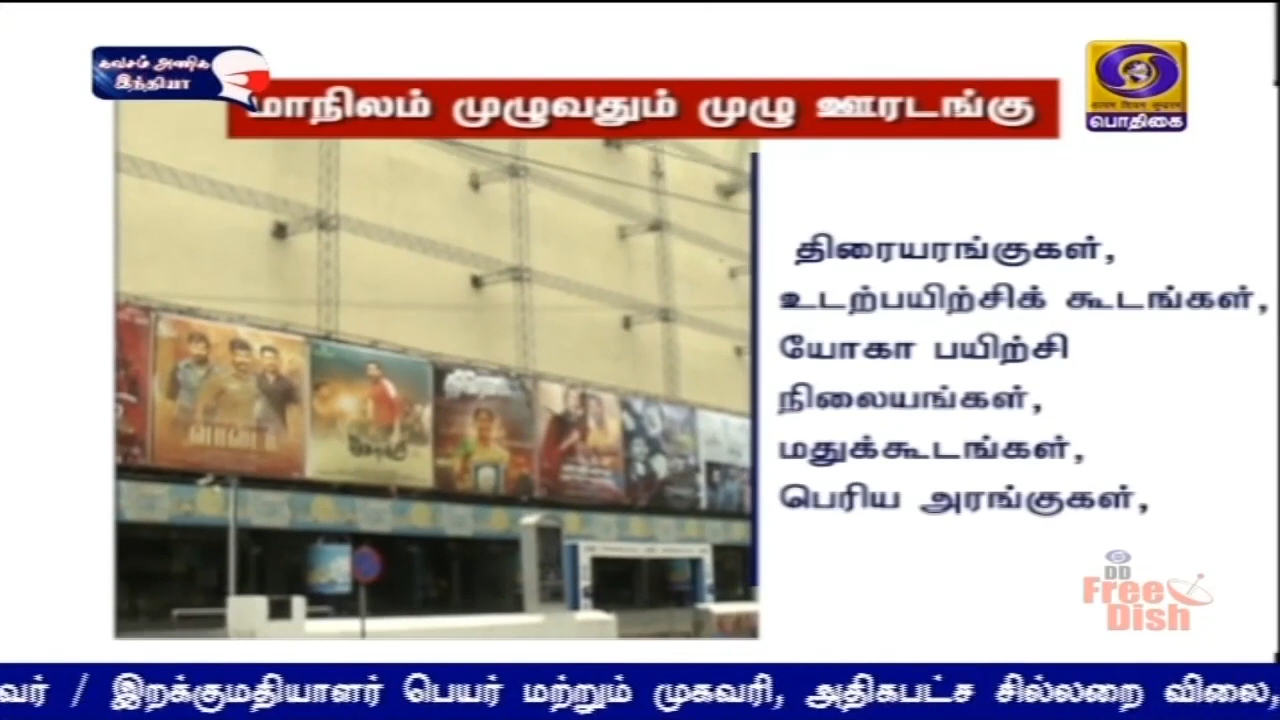 கவசம் அணிக
இந்தியா
மாநிலம் முழுவதும் முழு ஊரடங்கு
பொதிகை
திரையரங்குகள்,
உடற்பயிற்சிக் கூடங்கள்,
யோகா பயிற்சி
நிலையங்கள்,
மதுக்கூடங்கள்,
பெரிய அரங்குகள்,
DD
Free
Dish
வர் / இறக்குமதியாளர் பெயர் மற்றும் முகவரி, அதிகபட்ச சில்லறை விலை,